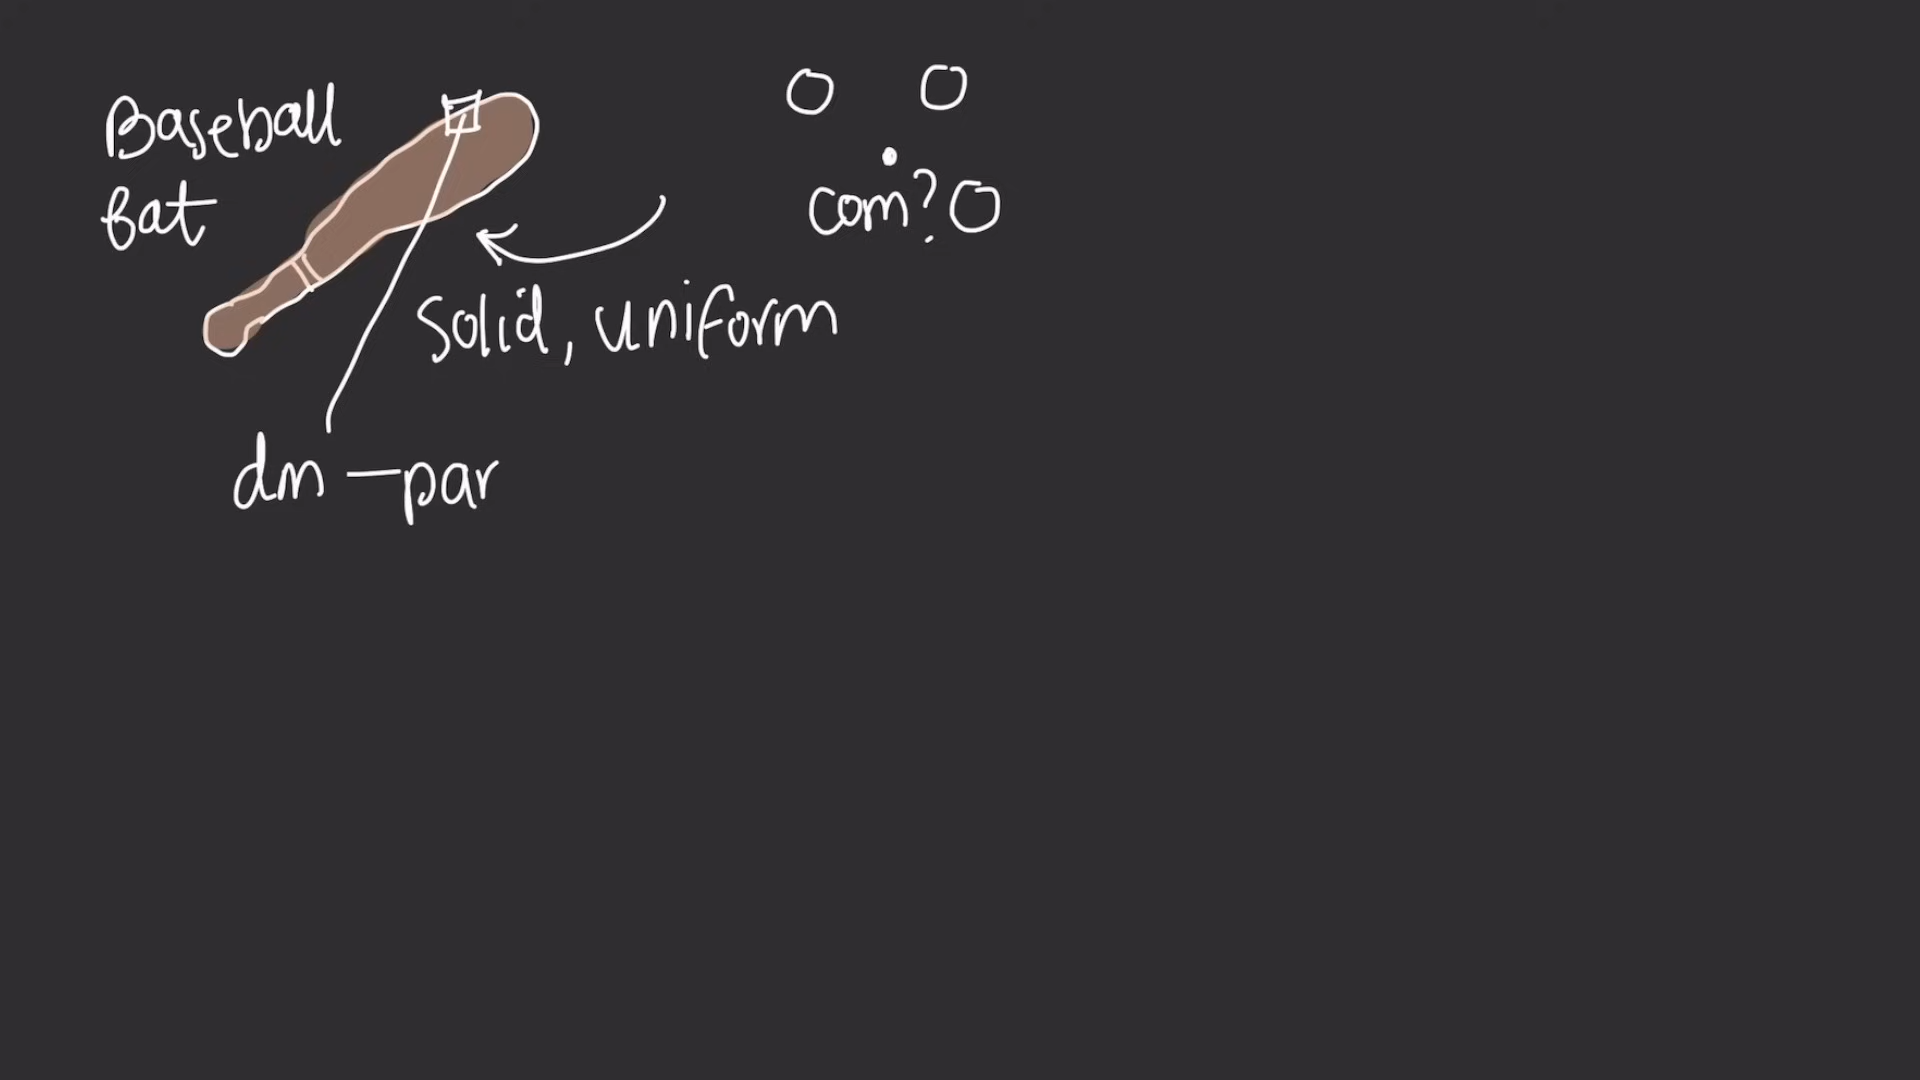 Baseball
Bat
com?
solid, uniform
dm - par